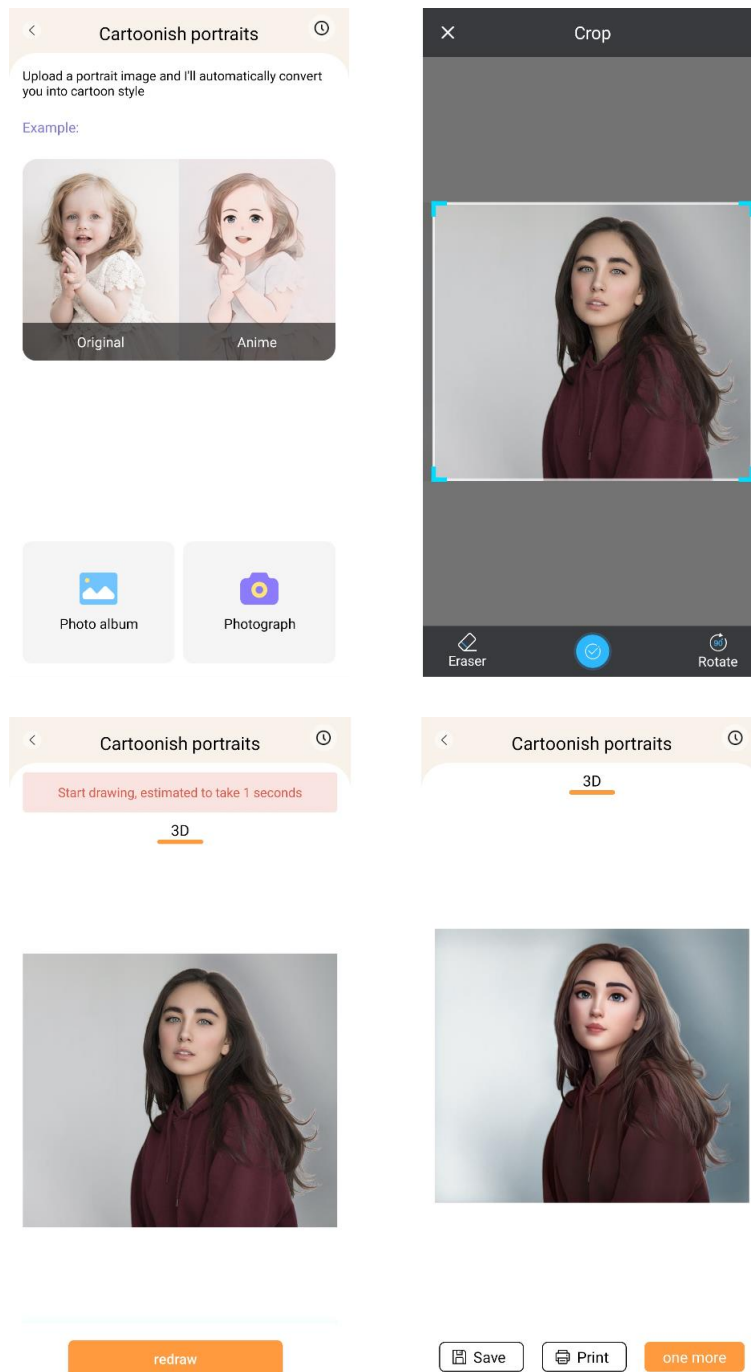 Cartoonish portraits
Upload a portrait image and I'll automatically convert
you into cartoon style
Example:
Original
Anime
Photo album
Photograph
Crop
Eraser
90
Rotate
Cartoonish portraits
Start drawing, estimated to take 1 seconds
3D
redraw
Cartoonish portraits
3D
Save
Print
one more